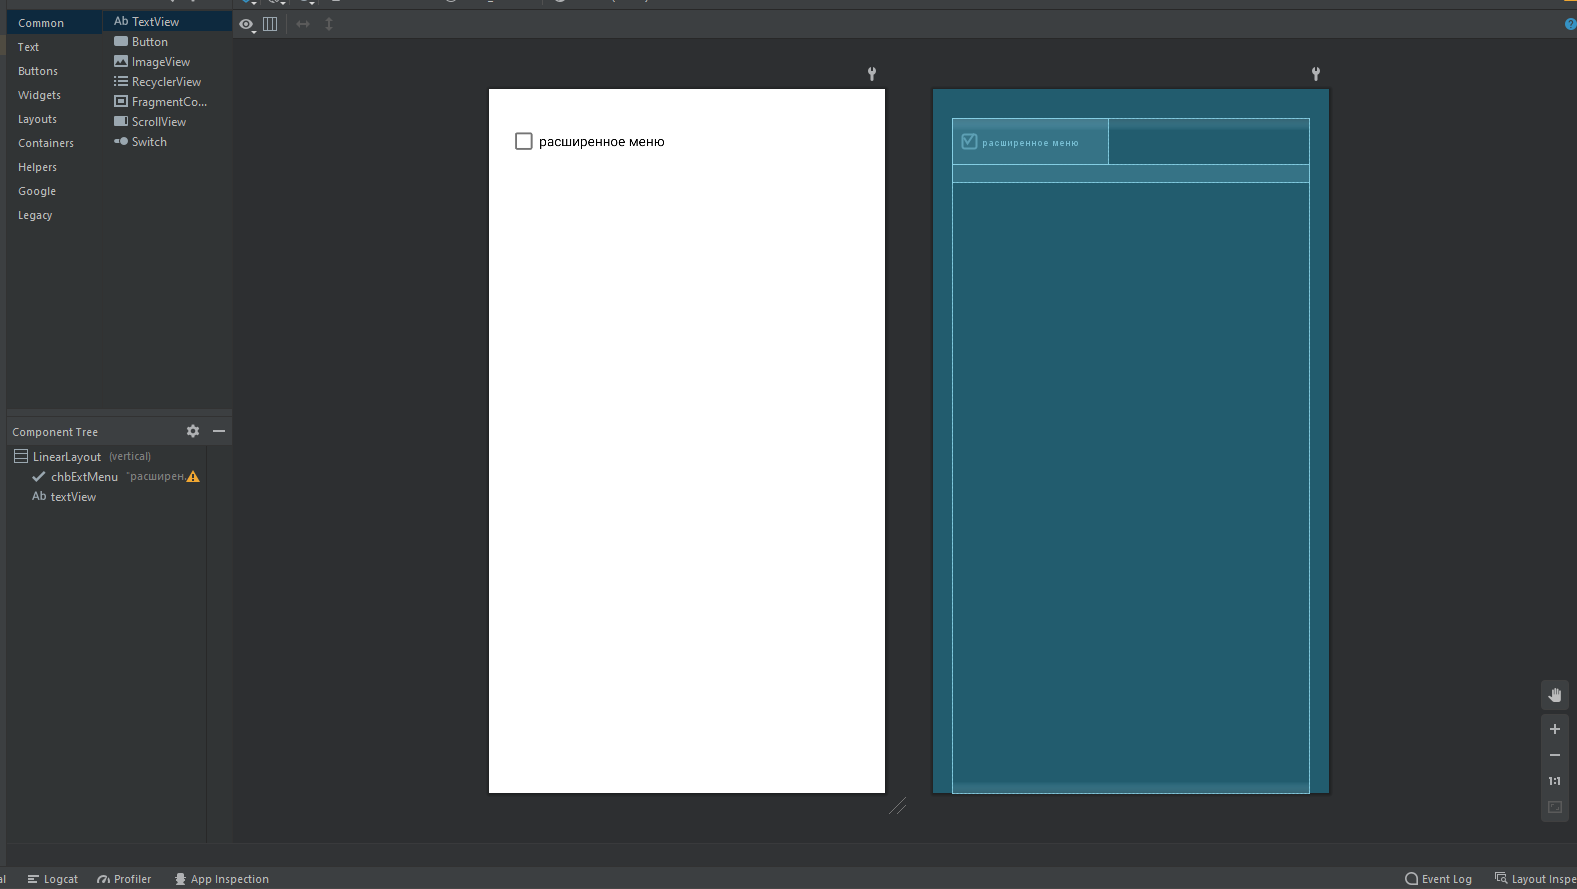 Common
Text
Buttons
Widgets
Layouts
Containers
Helpers
Google
Legacy
Ab TextView
Button
ImageView
RecyclerView
FragmentCo...
ScrollView
Switch
расширенное меню
расширенное меню
Component Tree
LinearLayout (vertical)
chbExtMenu "расширен...
Ab textView
1:1
al Logcat Profiler App Inspection Event Log Layout Inspe